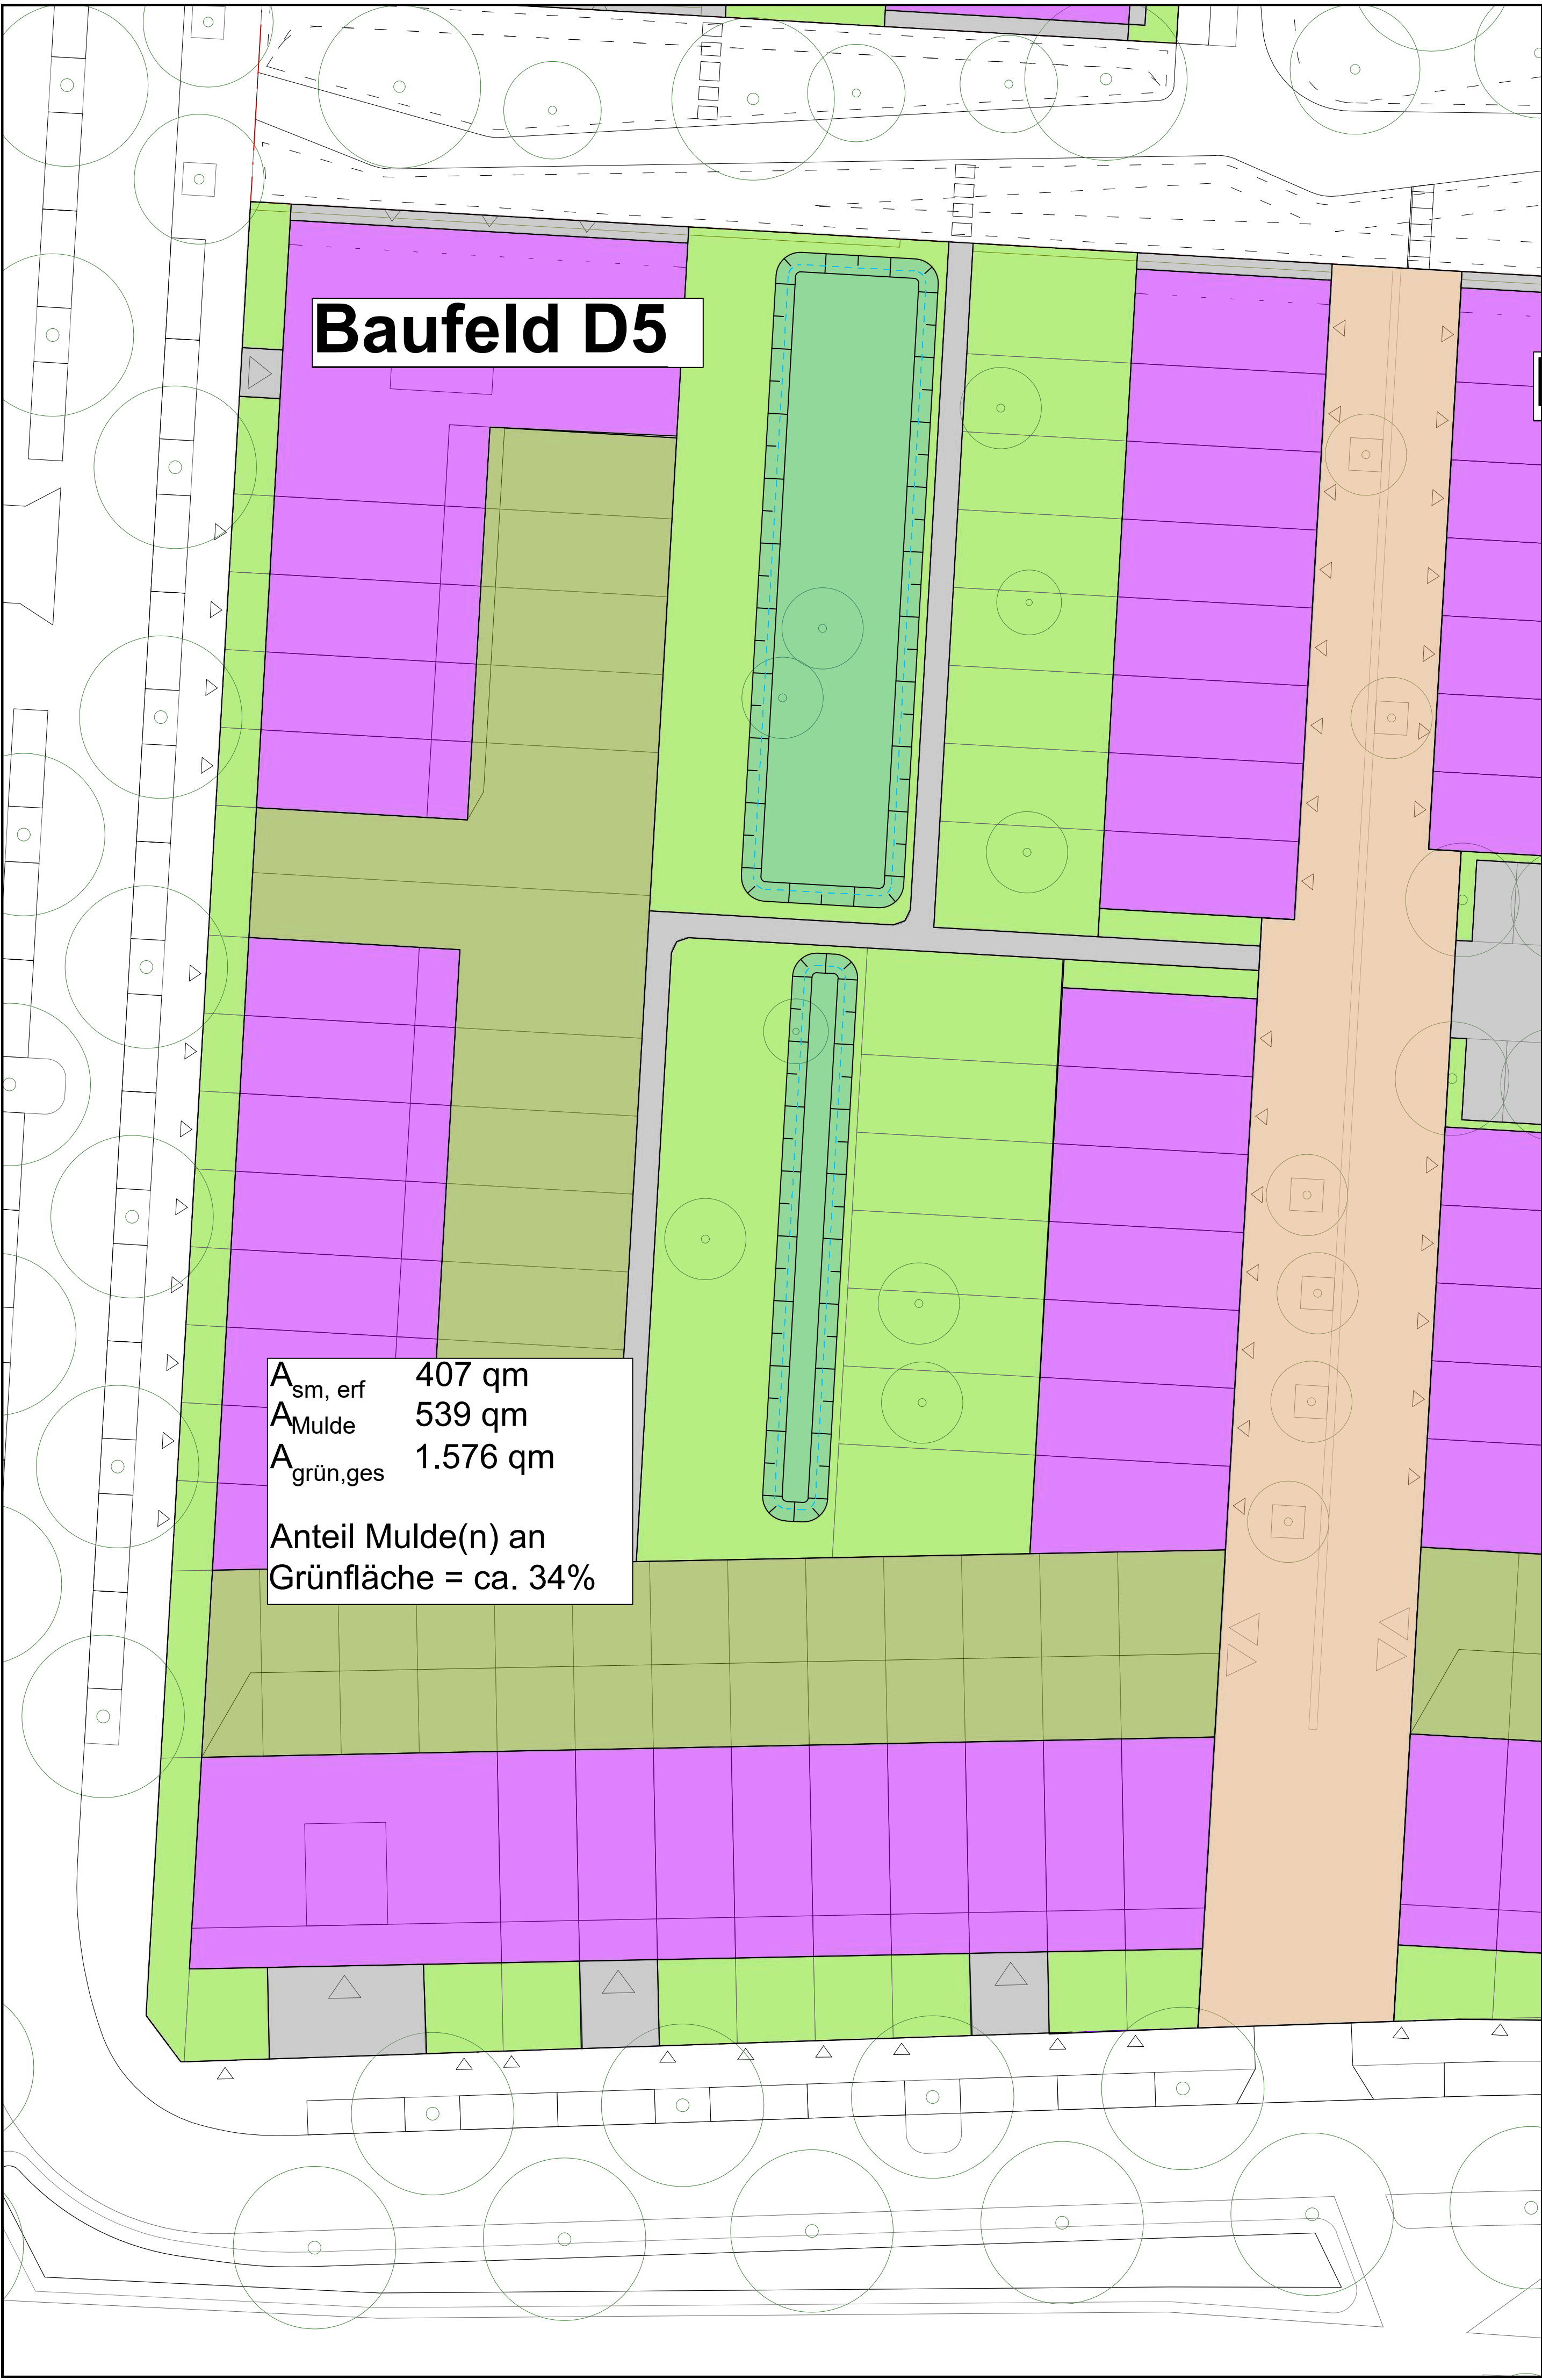 Baufeld D5
Asm, erf 407 qm
AMulde 539 qm
Agrün,ges 1.576 qm
Anteil Mulde(n) an
Grünfläche = ca. 34%